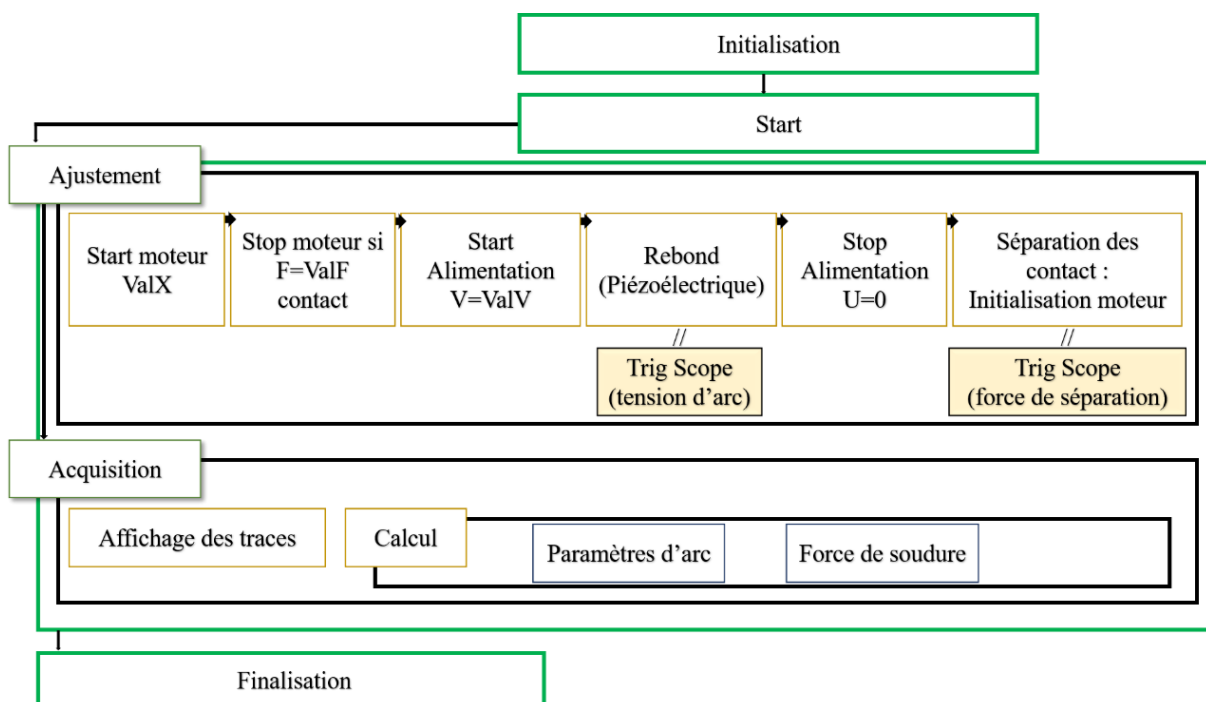 Initialisation
Start
Ajustement
Start moteur
ValX
Stop moteur si
F=ValF
contact
Start
Alimentation
V=ValV
Rebond
(Piézoélectrique)
Stop
Alimentation
U=0
Séparation des
contact :
Initialisation moteur
//
Trig Scope
(tension d’arc)
//
Trig Scope
(force de séparation)
Acquisition
Affichage des traces
Calcul
Paramètres d’arc
Force de soudure
Finalisation